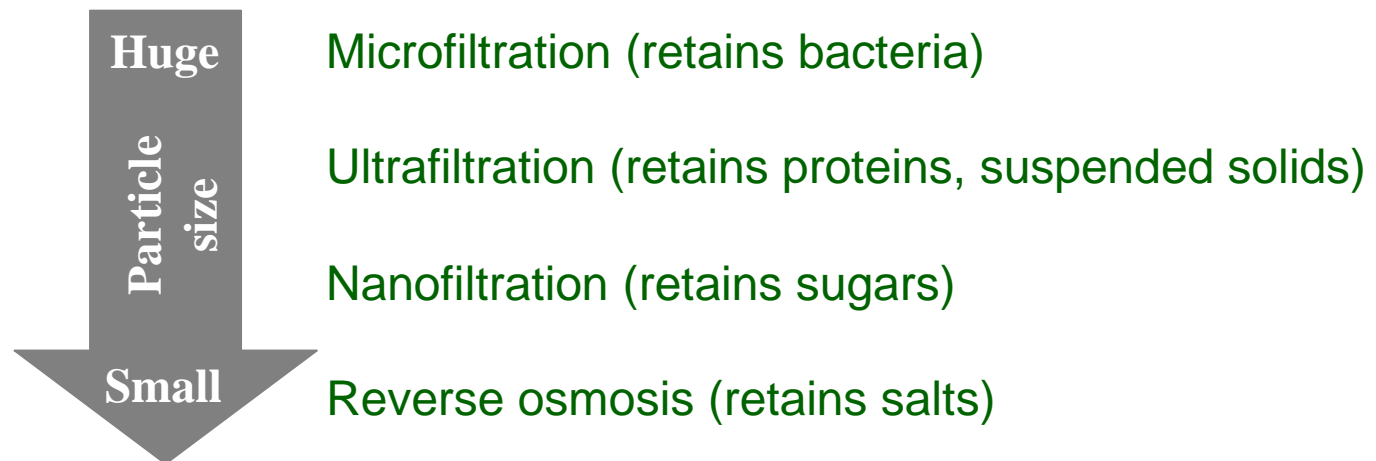 Huge
Microfiltration (retains bacteria)
Particle
size
Ultrafiltration (retains proteins, suspended solids)
Nanofiltration (retains sugars)
Small
Reverse osmosis (retains salts)